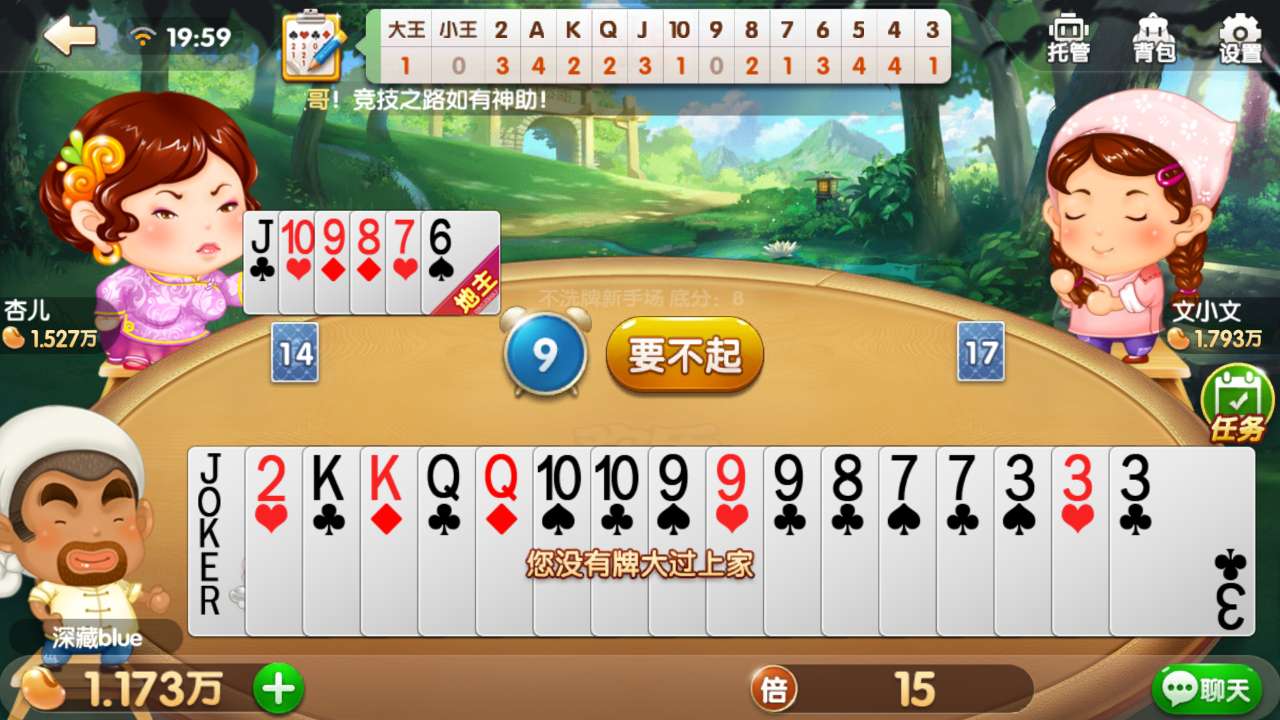 19:59
大王 小王 2 A K Q J 10 9 8 7 6 5 4 3
1 0 3 4 2 2 3 1 0 2 1 3 4 4 1
托管 背包 设置
哥！竞技之路如有神助！
J 10 9 8 7 6
地主
杏儿
1.527万
文小文
1.793万
不洗牌新手场 底分：8
14
9
要不起
17
任务
JOKER 2 K K Q Q 10 10 9 9 9 8 7 7 3 3 3
3
您没有牌大过上家
深藏blue
1.173万
倍 15
聊天